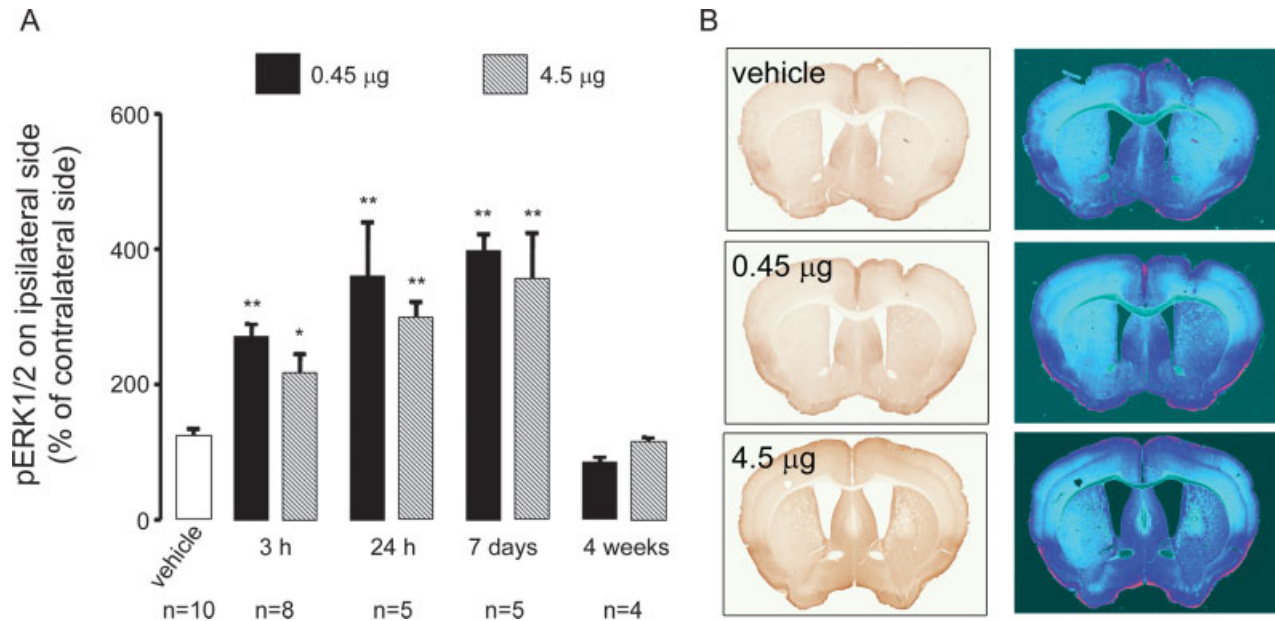 A
B
0.45 μg
4.5 μg
pERK1/2 on ipsilateral side
(% of contralateral side)
600
400
200
0
** * ** ** ** **
vehicle
3 h
24 h
7 days
4 weeks
n=10
n=8
n=5
n=5
n=4
vehicle
0.45 μg
4.5 μg